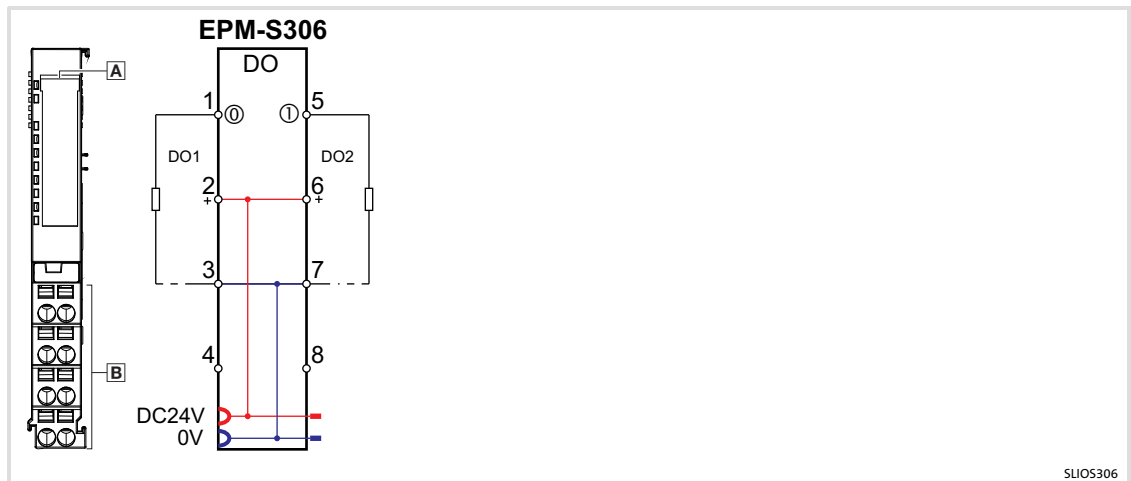 EPM-S306
DO
A
1 ⓪ ① 5
DO1 DO2
2 + 6 +
3 7
4 8
B
DC24V
0V
SLIOS306